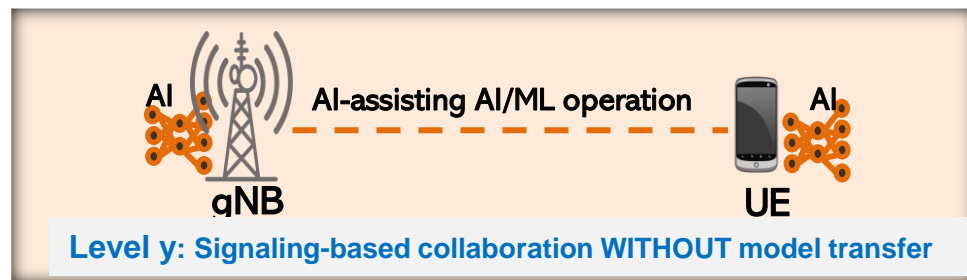 AI AI-assisting AI/ML operation AI
gNB UE
Level y: Signaling-based collaboration WITHOUT model transfer